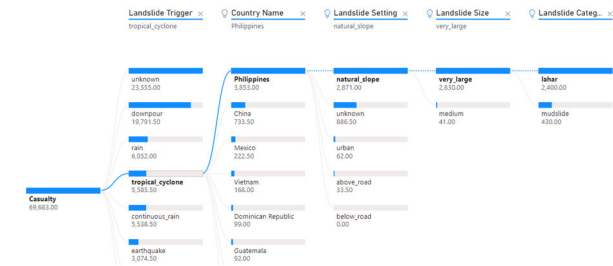 Landslide Trigger
tropical_cyclone
Country Name
Philippines
Landslide Setting
natural_slope
Landslide Size
very_large
Landslide Categ...
Casualty
69,683.00
unknown
23,555.00
downpour
19,791.50
rain
6,052.00
tropical_cyclone
5,585.50
continuous_rain
5,538.50
earthquake
3,074.50
Philippines
3,853.00
China
733.50
Mexico
222.50
Vietnam
166.00
Dominican Republic
99.00
Guatemala
92.00
natural_slope
2,871.00
unknown
886.50
urban
62.00
above_road
33.50
below_road
0.00
very_large
2,830.00
medium
41.00
lahar
2,400.00
mudslide
430.00